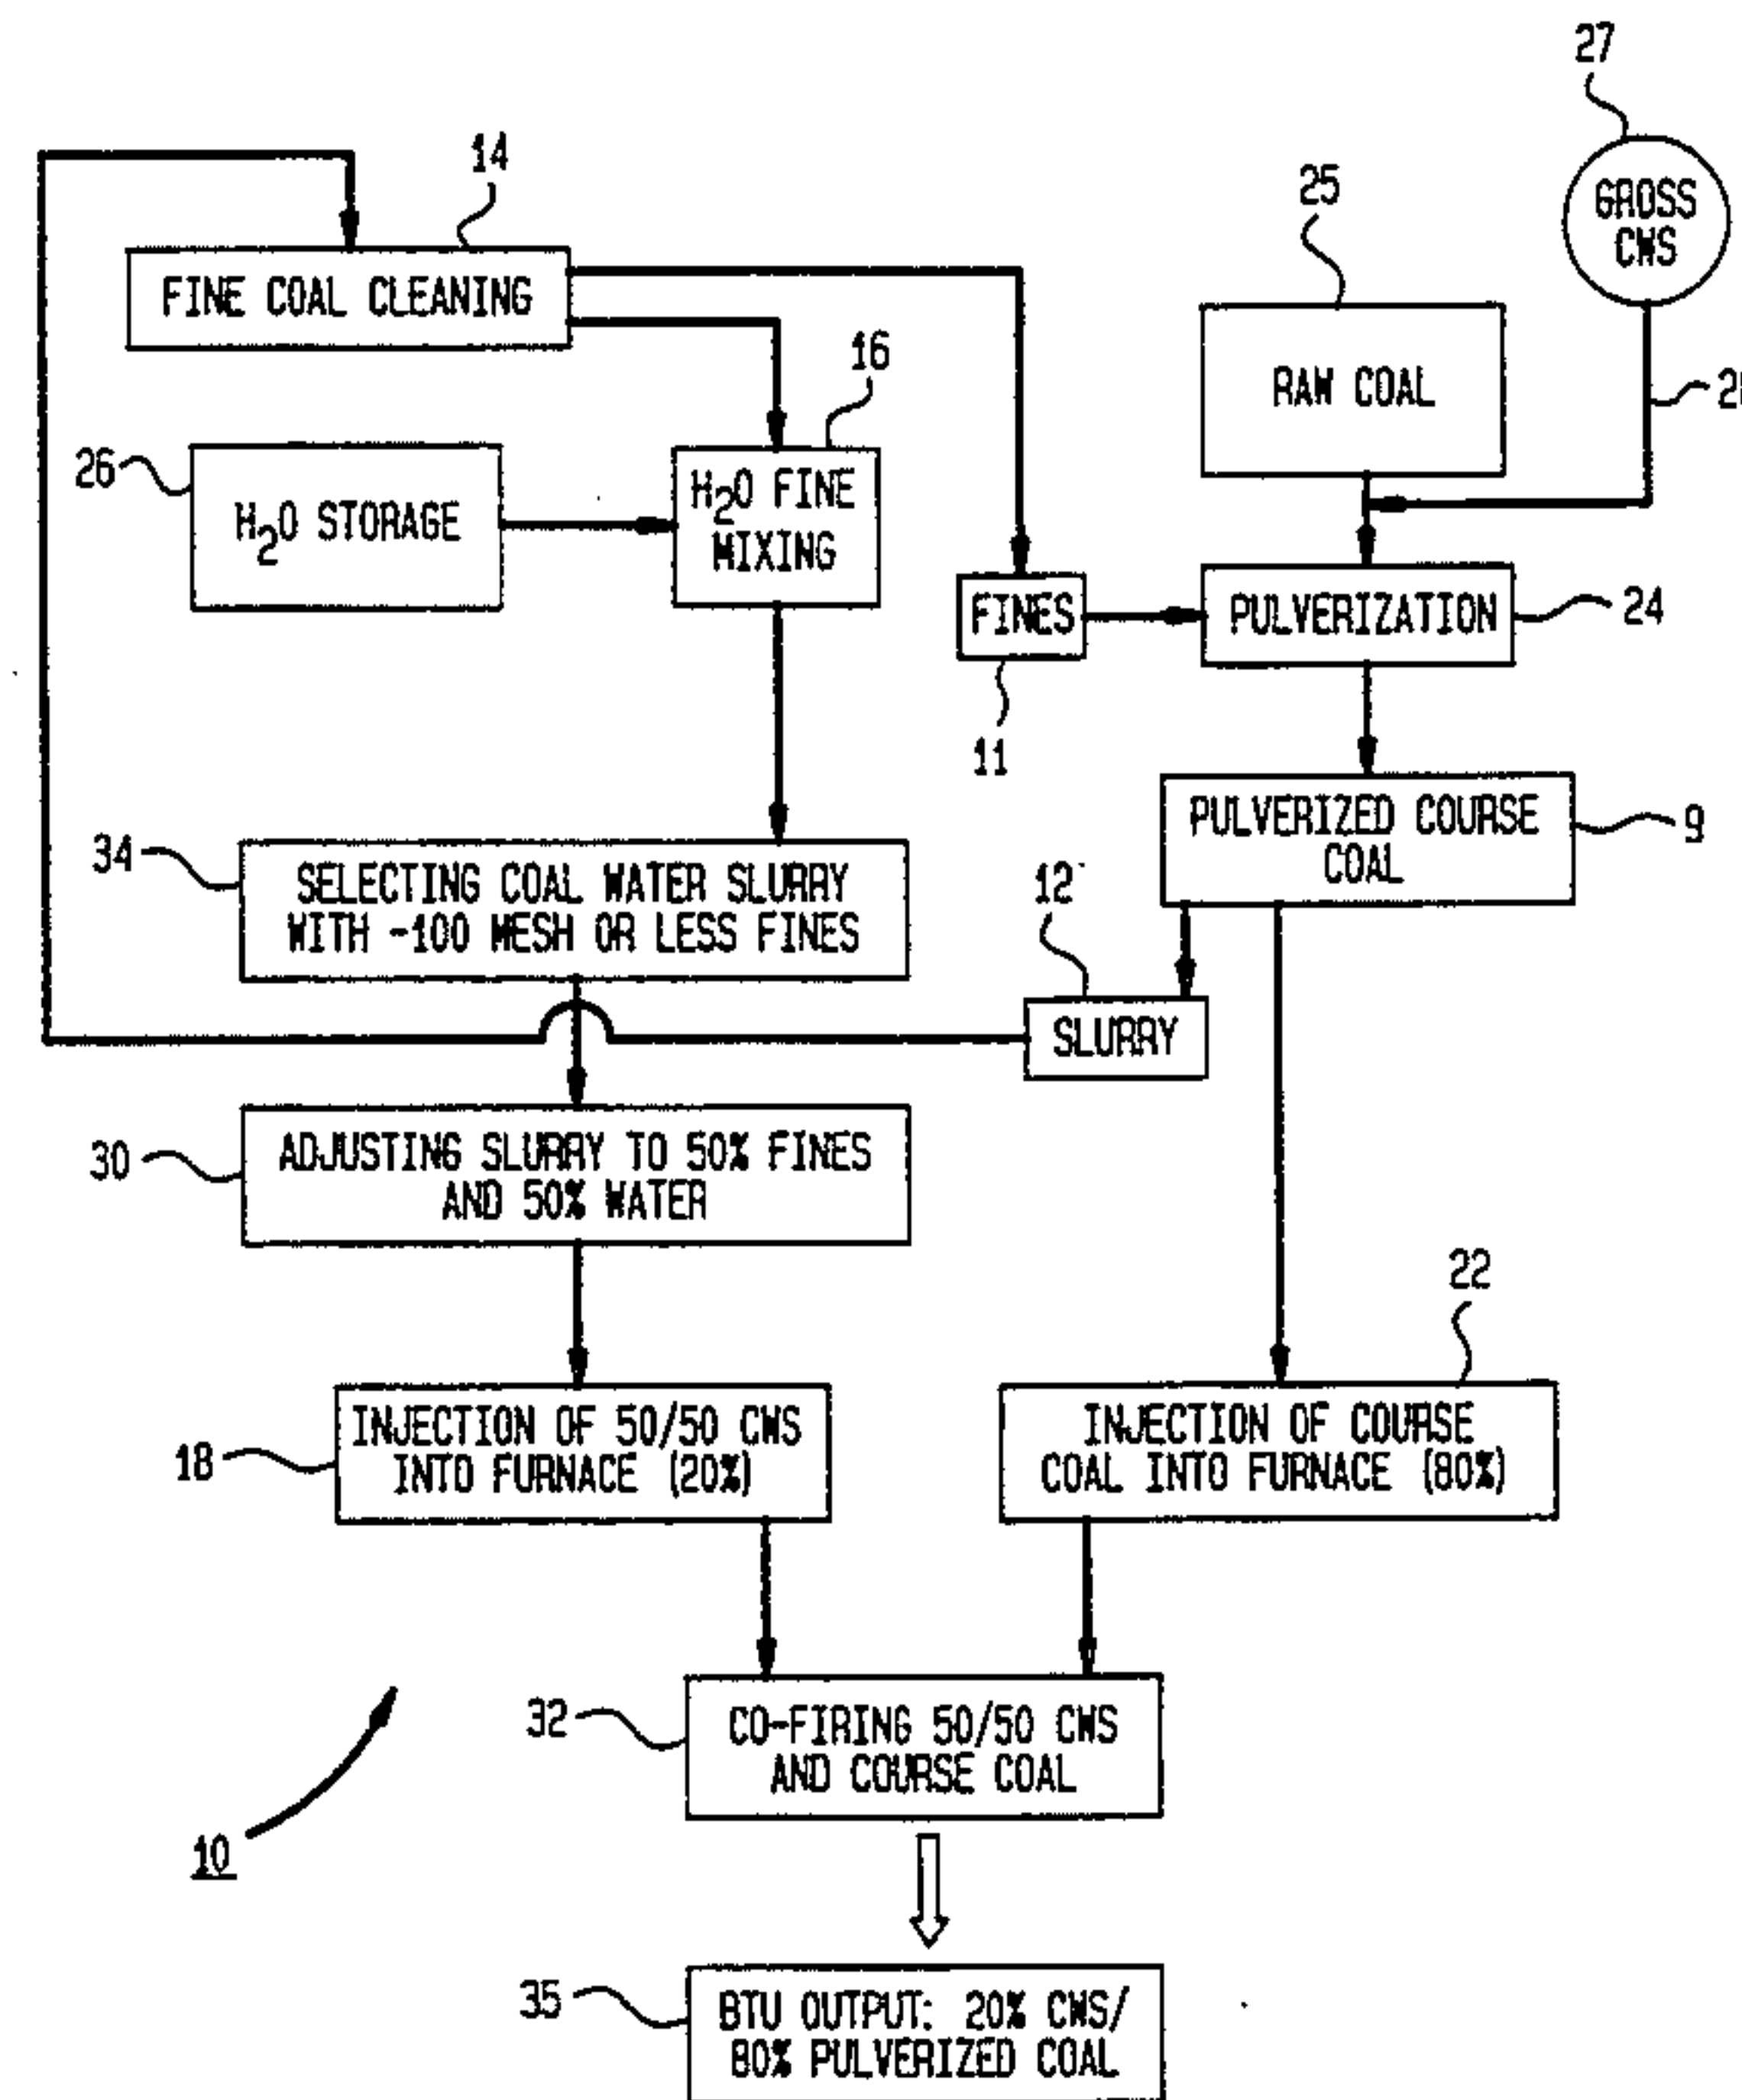 27
GROSS
CWS
14
FINE COAL CLEANING
25
RAW COAL
16
26
H2O STORAGE
H2O FINE
MIXING
FINES
11
PULVERIZATION
24
PULVERIZED COURSE
COAL
9
34
SELECTING COAL WATER SLURRY
WITH -100 MESH OR LESS FINES
12
SLURRY
30
ADJUSTING SLURRY TO 50% FINES
AND 50% WATER
22
18
INJECTION OF 50/50 CWS
INTO FURNACE (20%)
INJECTION OF COURSE
COAL INTO FURNACE (80%)
32
CO-FIRING 50/50 CWS
AND COURSE COAL
10
35
BTU OUTPUT: 20% CWS/
80% PULVERIZED COAL